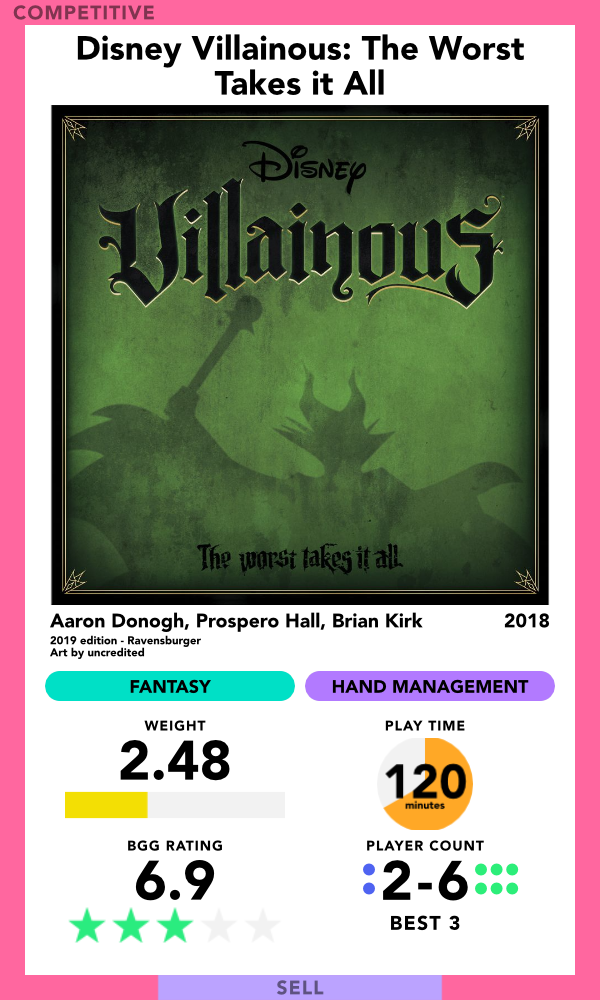 COMPETITIVE
Disney Villainous: The Worst
Takes it All
Disney
Villainous
The worst takes it all
Aaron Donogh, Prospero Hall, Brian Kirk 2018
2019 edition - Ravensburger
Art by uncredited
FANTASY HAND MANAGEMENT
WEIGHT PLAY TIME
2.48 120
minutes
BGG RATING PLAYER COUNT
6.9 2-6
BEST 3
SELL